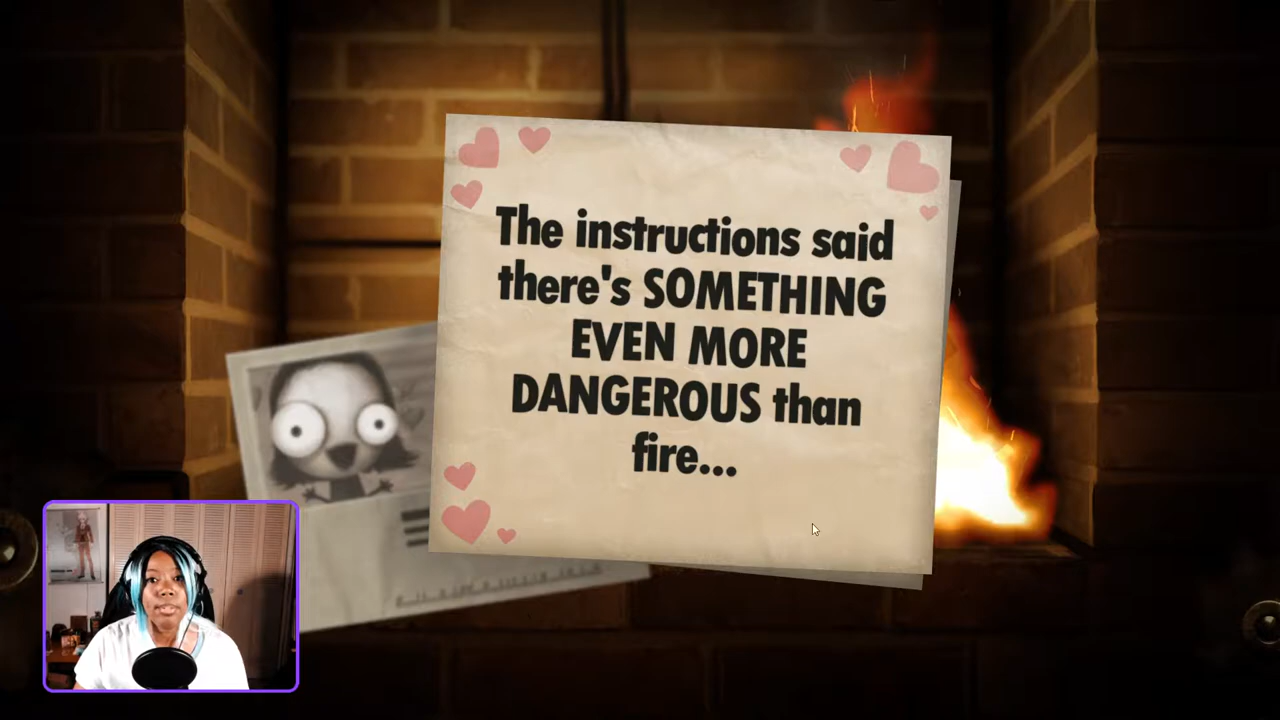 The instructions said
there's SOMETHING
EVEN MORE
DANGEROUS than
fire...